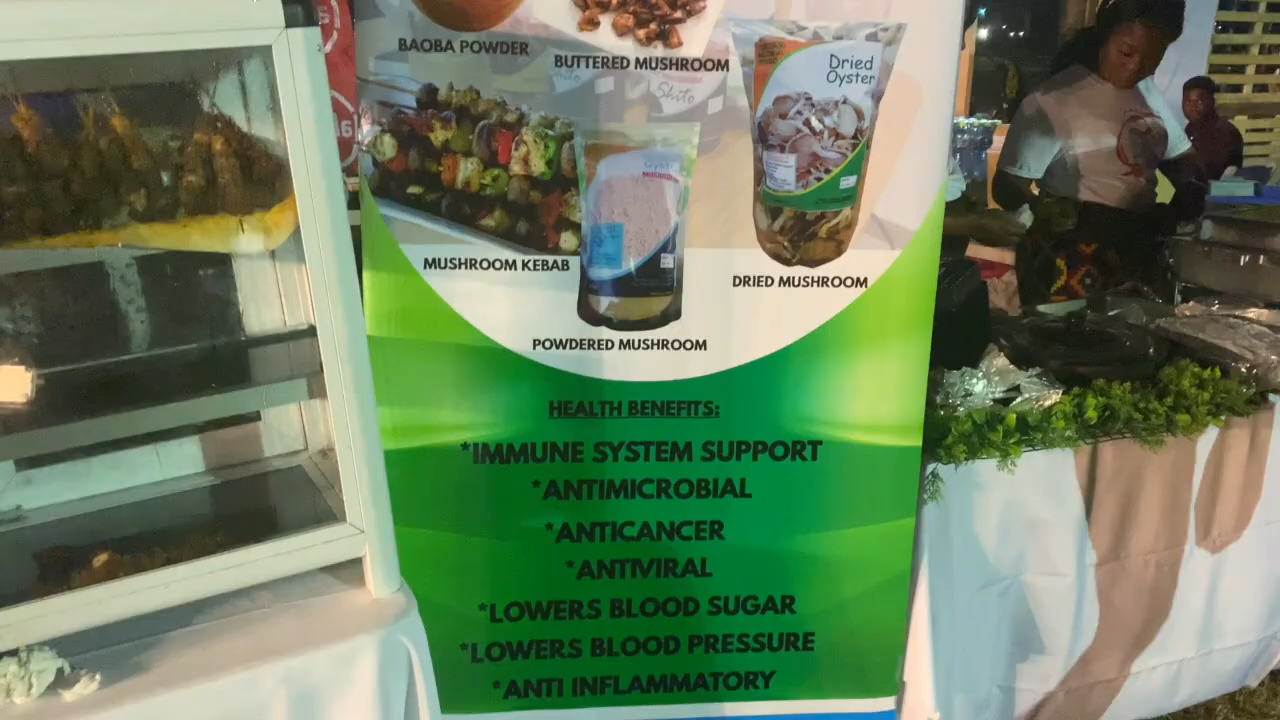 BAOBA POWDER
BUTTERED MUSHROOM
Shito
Dried
Oyster
MUSHROOM KEBAB
DRIED MUSHROOM
POWDERED MUSHROOM
HEALTH BENEFITS:
*IMMUNE SYSTEM SUPPORT
*ANTIMICROBIAL
*ANTICANCER
*ANTIVIRAL
*LOWERS BLOOD SUGAR
*LOWERS BLOOD PRESSURE
*ANTI INFLAMMATORY